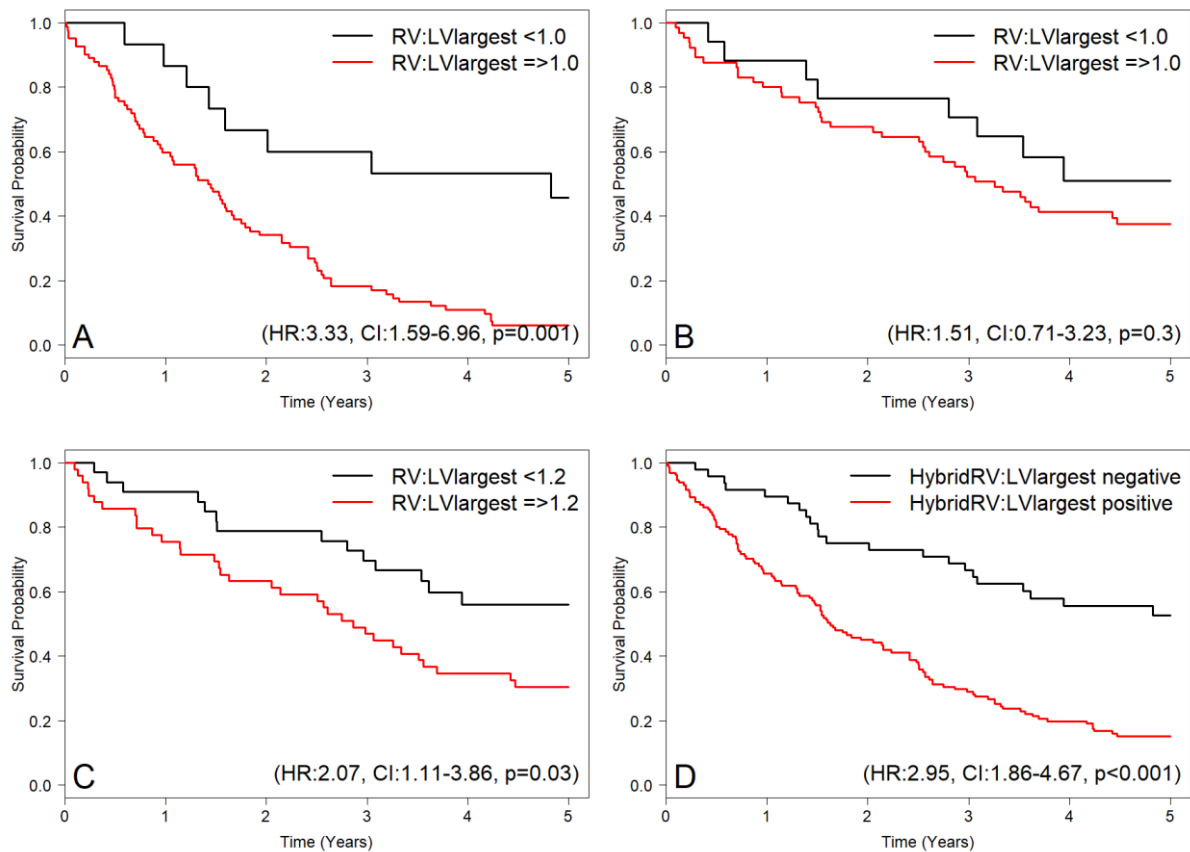 1.0
0.8
0.6
0.4
0.2
0.0
Survival Probability
RV:LVlargest <1.0
RV:LVlargest =>1.0
A
(HR:3.33, CI:1.59-6.96, p=0.001)
0 1 2 3 4 5
Time (Years)
1.0
0.8
0.6
0.4
0.2
0.0
Survival Probability
RV:LVlargest <1.0
RV:LVlargest =>1.0
B
(HR:1.51, CI:0.71-3.23, p=0.3)
0 1 2 3 4 5
Time (Years)
1.0
0.8
0.6
0.4
0.2
0.0
Survival Probability
RV:LVlargest <1.2
RV:LVlargest =>1.2
C
(HR:2.07, CI:1.11-3.86, p=0.03)
0 1 2 3 4 5
Time (Years)
1.0
0.8
0.6
0.4
0.2
0.0
Survival Probability
HybridRV:LVlargest negative
HybridRV:LVlargest positive
D
(HR:2.95, CI:1.86-4.67, p<0.001)
0 1 2 3 4 5
Time (Years)